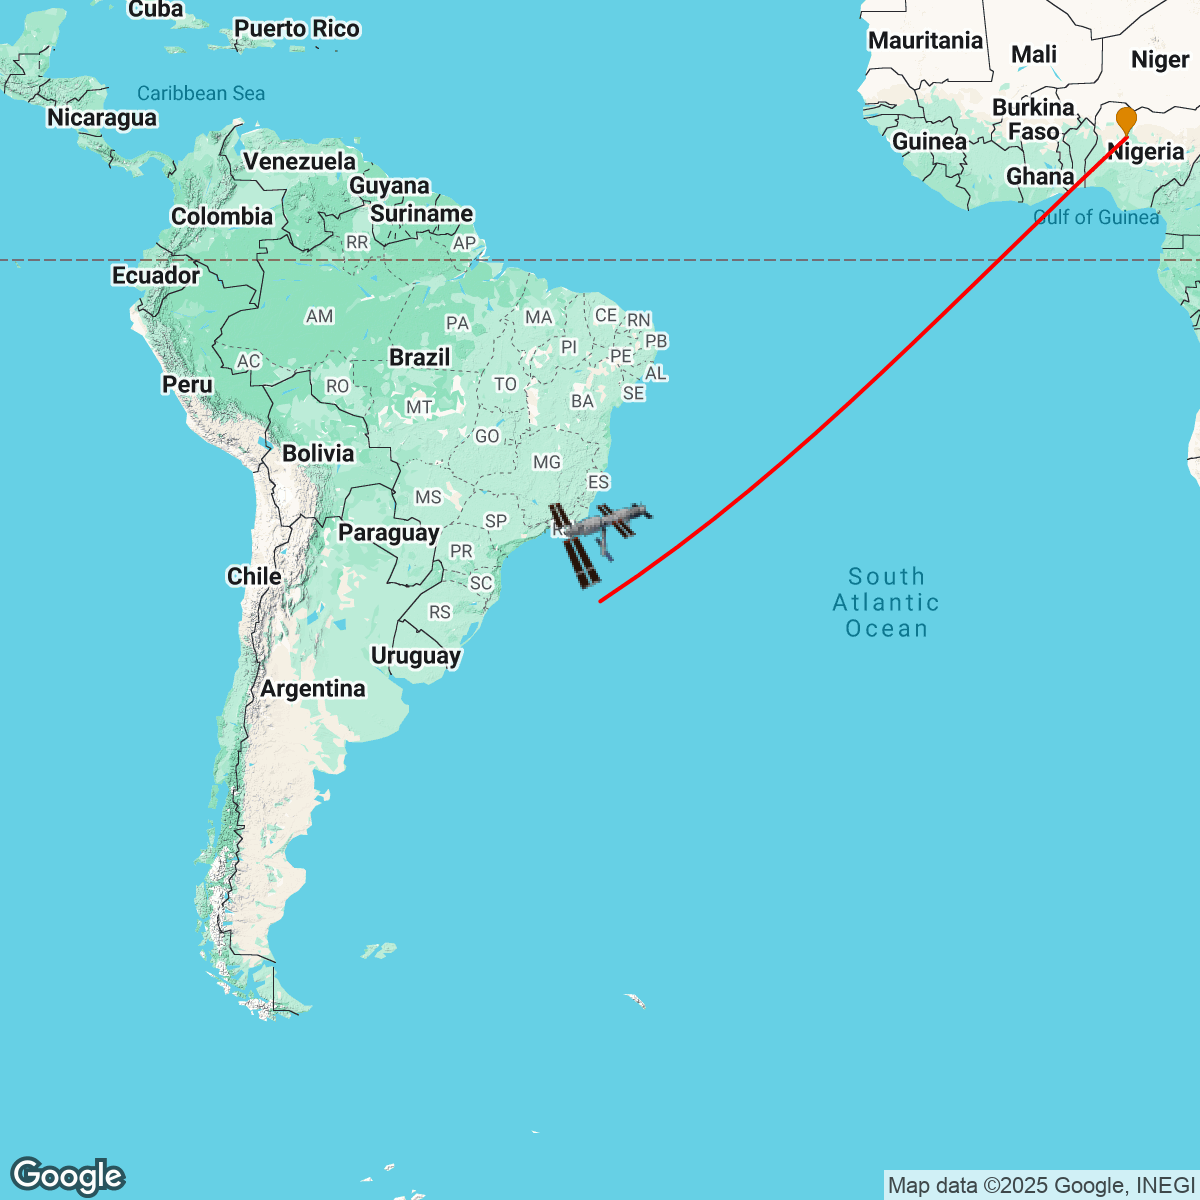 Cuba
Puerto Rico
Caribbean Sea
Nicaragua
Venezuela
Guyana
Suriname
Colombia
RR
AP
Ecuador
AM
PA
MA
CE
RN
PI
PB
PE
Brazil
AC
AL
Peru
RO
TO
SE
MT
BA
GO
Bolivia
MG
ES
MS
SP
Paraguay
PR
Chile
SC
RS
Uruguay
Argentina
Mauritania
Mali
Niger
Burkina
Faso
Guinea
Nigeria
Ghana
Gulf of Guinea
South
Atlantic
Ocean
Google
Map data ©2025 Google, INEGI